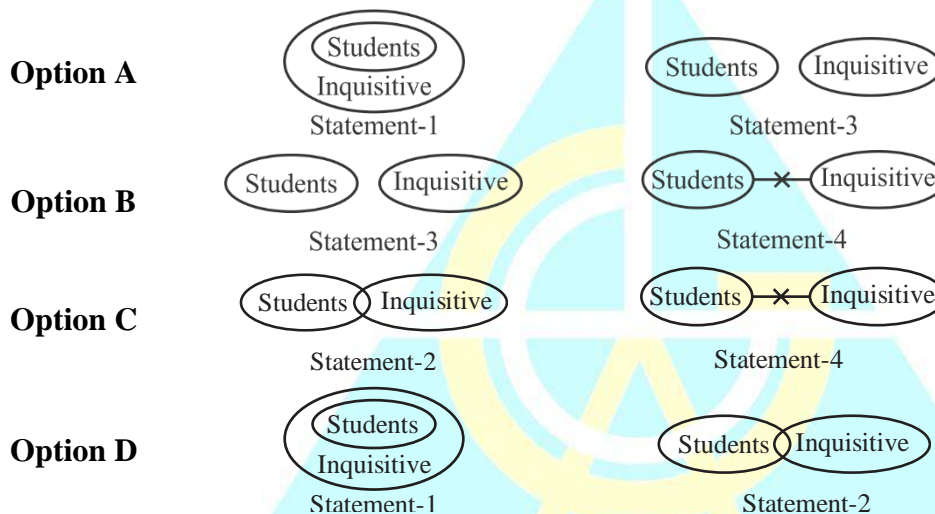 Students
Option A Students Inquisitive
Inquisitive
Statement-1 Statement-3
Option B Students Inquisitive Students Inquisitive
Statement-3 Statement-4
Option C Students Inquisitive Students Inquisitive
Statement-2 Statement-4
Students
Option D Students Inquisitive
Inquisitive
Statement-1 Statement-2